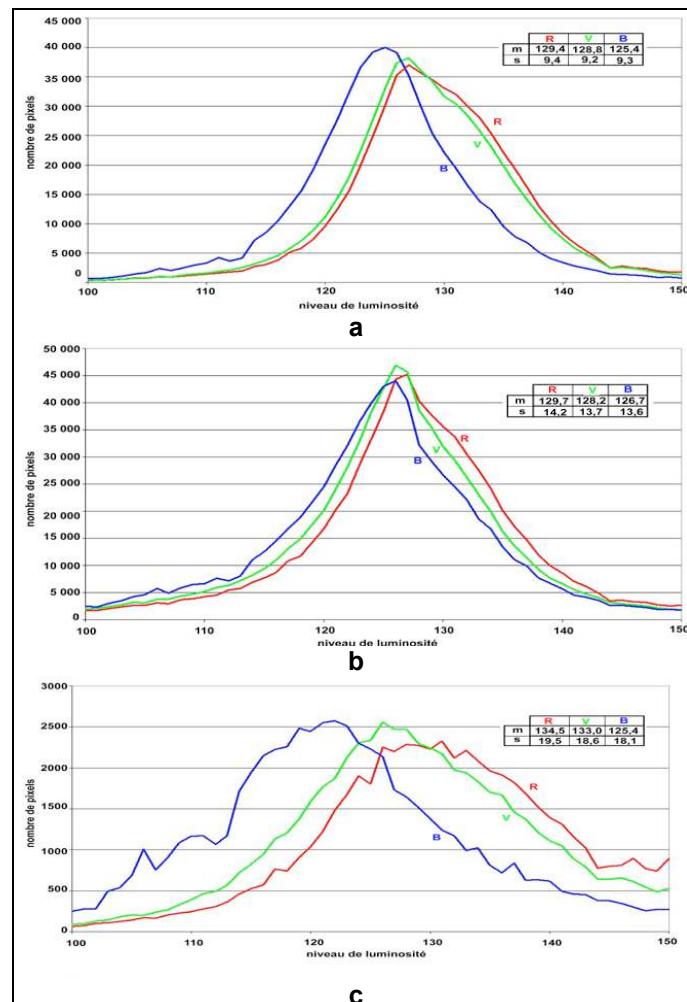 45 000
40 000
35 000
30 000
25 000
20 000
15 000
10 000
5 000
0
nombre de pixels
R V B
m 129,4 128,8 125,4
s 9,4 9,2 9,3
R
V
B
100 110 120 130 140 150
niveau de luminosité
a
50 000
45 000
40 000
35 000
30 000
25 000
20 000
15 000
10 000
5 000
0
nombre de pixels
R V B
m 129,7 128,2 126,7
s 14,2 13,7 13,6
R
V
B
100 110 120 130 140 150
niveau de luminosité
b
3000
2500
2000
1500
1000
500
0
nombre de pixels
R V B
m 134,5 133,0 125,4
s 19,5 18,6 18,1
R
V
B
100 110 120 130 140 150
niveau de luminosité
c